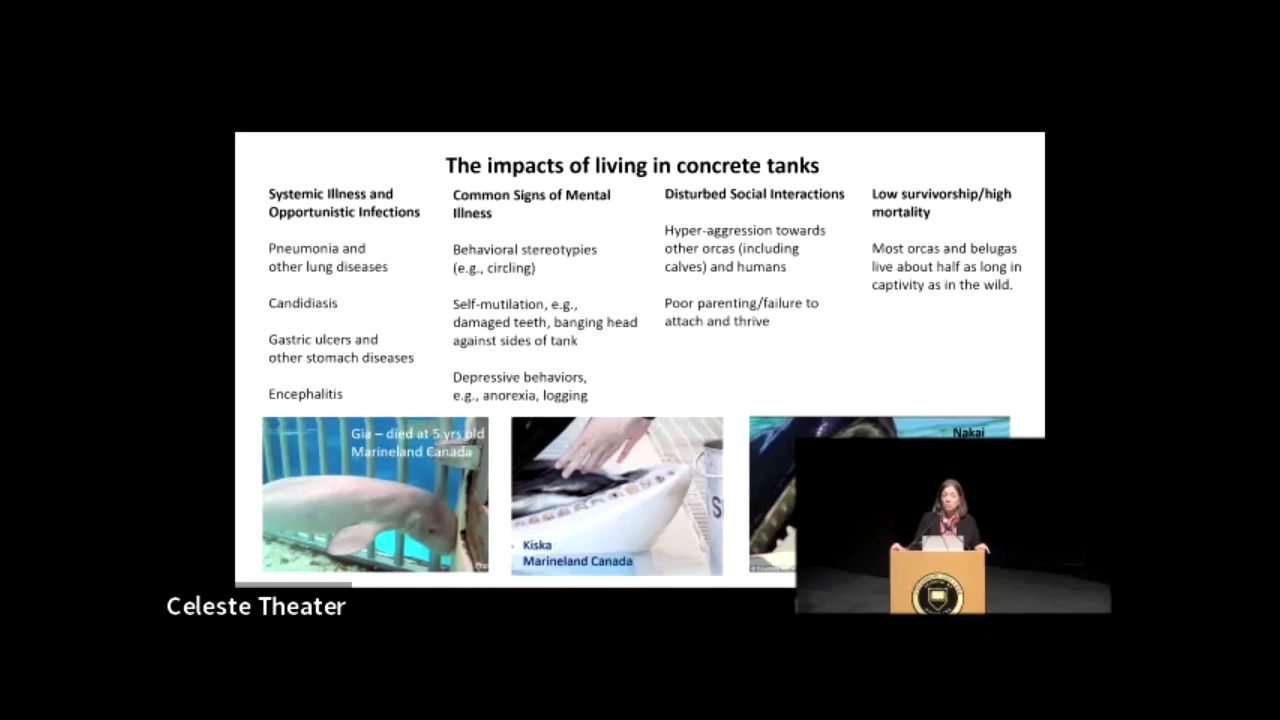 The impacts of living in concrete tanks
Systemic Illness and
Opportunistic Infections
Pneumonia and
other lung diseases
Candidiasis
Gastric ulcers and
other stomach diseases
Encephalitis
Common Signs of Mental
Illness
Behavioral stereotypies
(e.g., circling)
Self-mutilation, e.g.,
damaged teeth, banging head
against sides of tank
Depressive behaviors,
e.g., anorexia, logging
Disturbed Social Interactions
Hyper-aggression towards
other orcas (including
calves) and humans
Poor parenting/failure to
attach and thrive
Low survivorship/high
mortality
Most orcas and belugas
live about half as long in
captivity as in the wild.
Gia – died at 5 yrs old
Marineland Canada
Kiska
Marineland Canada
S
Nakai
Celeste Theater